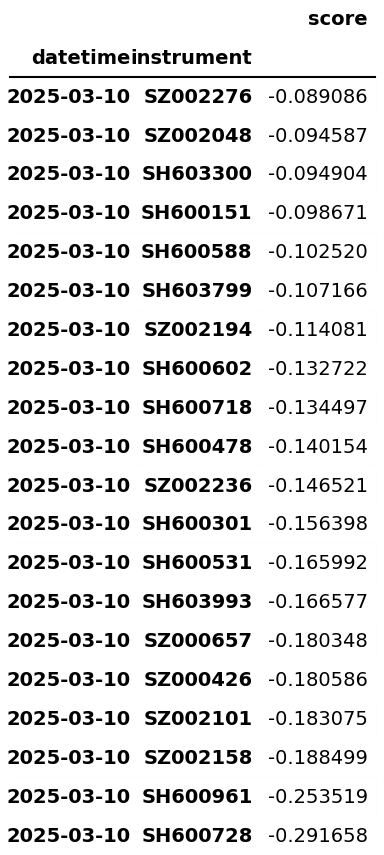 score
datetime instrument
2025-03-10 SZ002276 -0.089086
2025-03-10 SZ002048 -0.094587
2025-03-10 SH603300 -0.094904
2025-03-10 SH600151 -0.098671
2025-03-10 SH600588 -0.102520
2025-03-10 SH603799 -0.107166
2025-03-10 SZ002194 -0.114081
2025-03-10 SH600602 -0.132722
2025-03-10 SH600718 -0.134497
2025-03-10 SH600478 -0.140154
2025-03-10 SZ002236 -0.146521
2025-03-10 SH600301 -0.156398
2025-03-10 SH600531 -0.165992
2025-03-10 SH603993 -0.166577
2025-03-10 SZ000657 -0.180348
2025-03-10 SZ000426 -0.180586
2025-03-10 SZ002101 -0.183075
2025-03-10 SZ002158 -0.188499
2025-03-10 SH600961 -0.253519
2025-03-10 SH600728 -0.291658